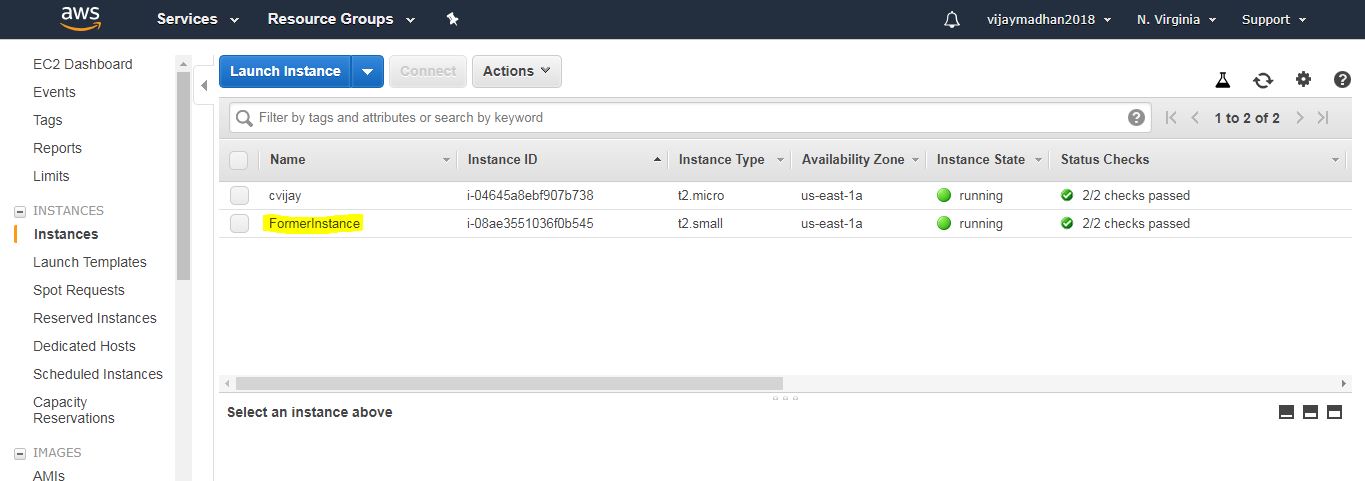 aws Services Resource Groups vijaymadhan2018 N. Virginia Support
EC2 Dashboard
Events
Tags
Reports
Limits
INSTANCES
Instances
Launch Templates
Spot Requests
Reserved Instances
Dedicated Hosts
Scheduled Instances
Capacity
Reservations
IMAGES
AMIs
Launch Instance Connect Actions
Filter by tags and attributes or search by keyword 1 to 2 of 2
Name Instance ID Instance Type Availability Zone Instance State Status Checks
cvijay i-04645a8ebf907b738 t2.micro us-east-1a running 2/2 checks passed
FormerInstance i-08ae3551036f0b545 t2.small us-east-1a running 2/2 checks passed
Select an instance above